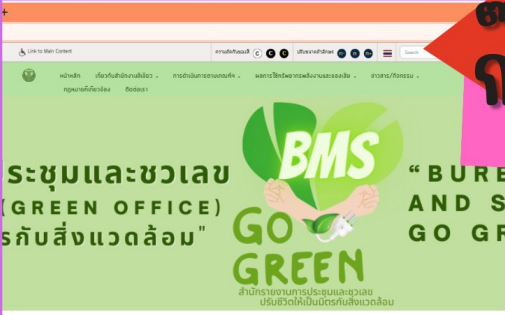 Link to Main Content
ความตัดกันของสี C C C ปรับขนาดตัวอักษร Search
หน้าหลัก เกี่ยวกับสำนักงานสีเขียว การดำเนินการตามเกณฑ์ฯ ผลการใช้ทรัพยากรพลังงานและของเสีย ข่าวสาร/กิจกรรม
กฎหมายที่เกี่ยวข้อง ติดต่อเรา
ระชุมและชวเลข
(GREEN OFFICE)
รกับสิ่งแวดล้อม"
BMS
GO
GREEN
สำนักรายงานการประชุมและชวเลข
ปรับชีวิตให้เป็นมิตรกับสิ่งแวดล้อม
"BURE
AND S
GO GR